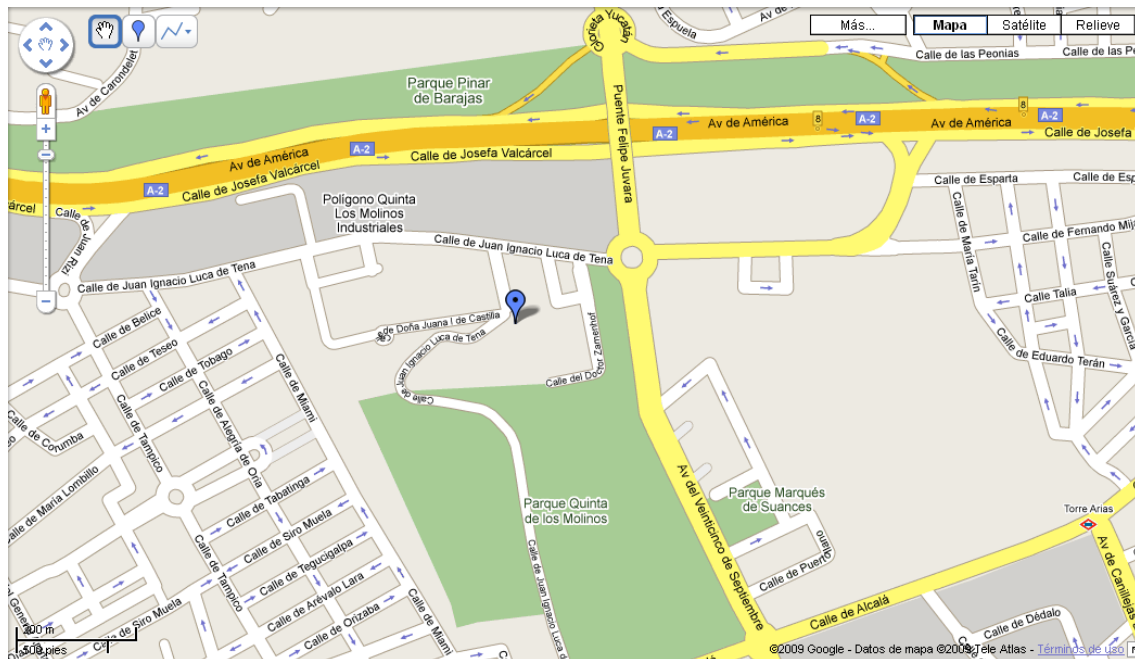 Más...
Mapa
Satélite
Relieve
Glorieta Yucatán
Espuela
Av de
Calle de las Peonias
Av de Carondelet
Parque Pinar
de Barajas
Puente Felipe Juvara
8
Av de América
A-2
8
A-2
Av de América
Calle de Josefa
A-2
Av de América
A-2
Calle de Josefa Valcárcel
Calle de Josefa Valcárcel
A-2
árcel
Calle de Juan Rizi
Polígono Quinta
Los Molinos
Industriales
Calle de Esparta
Calle de Esp
Calle de María Tarín
Calle de Fernando Mij
Calle Suárez y García
Calle Talia
Calle de Eduardo Terán
Calle de Juan Ignacio Luca de Tena
Calle de Juan Ignacio Luca de Tena
de Doña Juana I de Castilla
Calle de Juan Ignacio Luca de Tena
Calle del Doctor Zamenhof
Calle de Belice
Calle de Teseo
Calle de Tobago
Calle de Miami
Calle de Alegría de Oria
Calle de Tampico
Calle de Corumba
Calle de María Lombillo
Calle de Tabatinga
Calle de Siro Muela
Calle de Tegucigalpa
Calle de Arévalo Lara
Calle de Orizaba
Calle de Tampico
Calle de Siro Muela
Calle de Miami
y General
Parque Quinta
de los Molinos
Calle de Juan Ignacio Luca de
Av del Veinticinco de Septiembre
Parque Marqués
de Suances
Calle de Puerto
Torre Arias
Av de Canillejas
Calle de Alcalá
Calle de Dédalo
200 m
500 pies
©2009 Google - Datos de mapa ©2009 Tele Atlas - Términos de uso